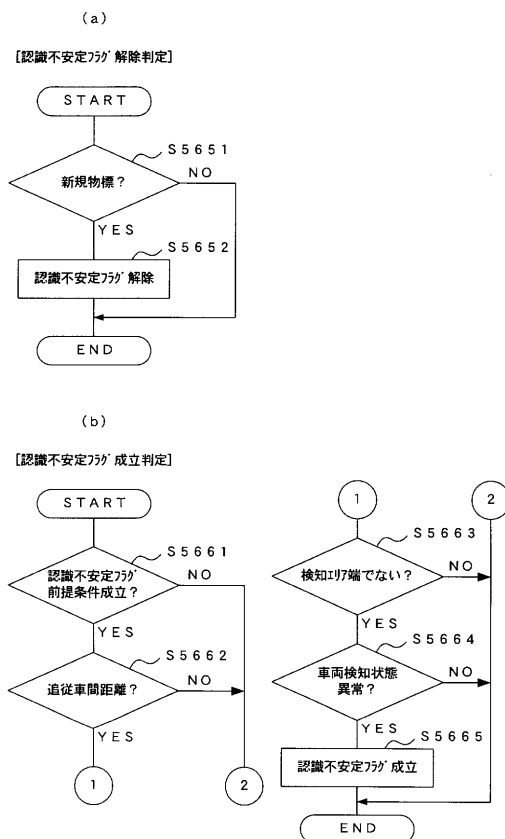 (a)
[認識不安定ﾌﾗｸﾞ解除判定]
START
S5651
新規物標?
NO
YES
S5652
認識不安定ﾌﾗｸﾞ解除
END
(b)
[認識不安定ﾌﾗｸﾞ成立判定]
START
S5661
認識不安定ﾌﾗｸﾞ
前提条件成立?
NO
YES
S5662
追従車間距離?
NO
YES
1
2
1
2
S5663
検知ｴﾘｱ端でない?
NO
YES
S5664
車両検知状態
異常?
NO
YES
S5665
認識不安定ﾌﾗｸﾞ成立
END